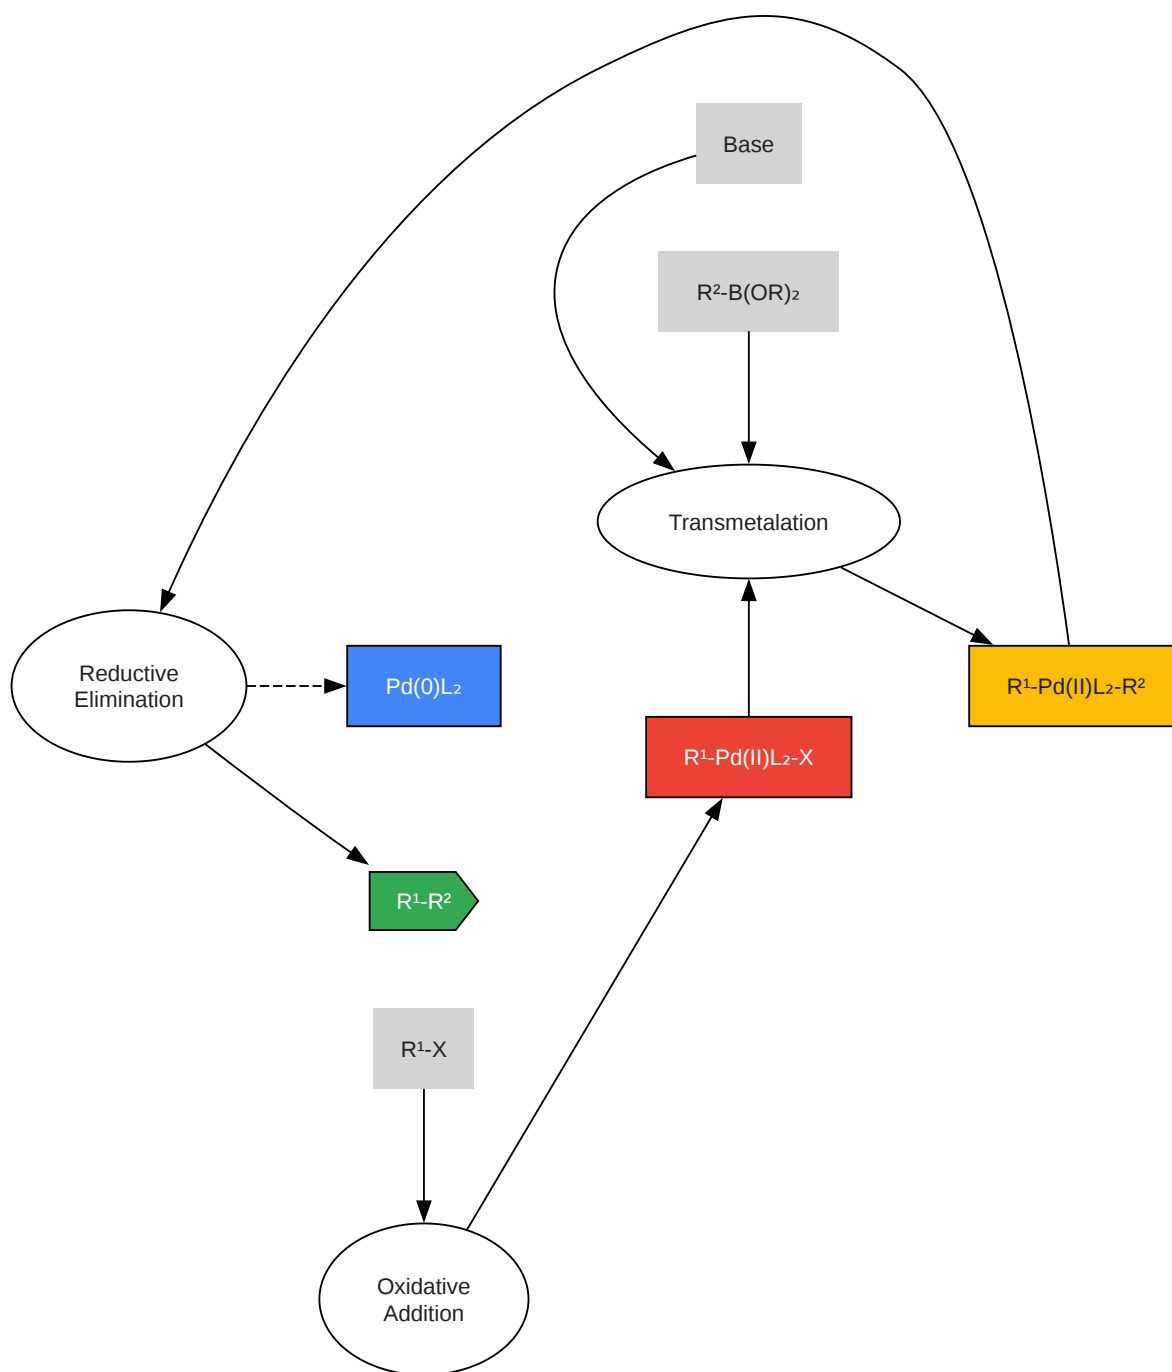 Base
R²-B(OR)₂
Transmetalation
Reductive
Elimination
Pd(0)L₂
R¹-Pd(II)L₂-R²
R¹-Pd(II)L₂-X
R¹-R²
R¹-X
Oxidative
Addition